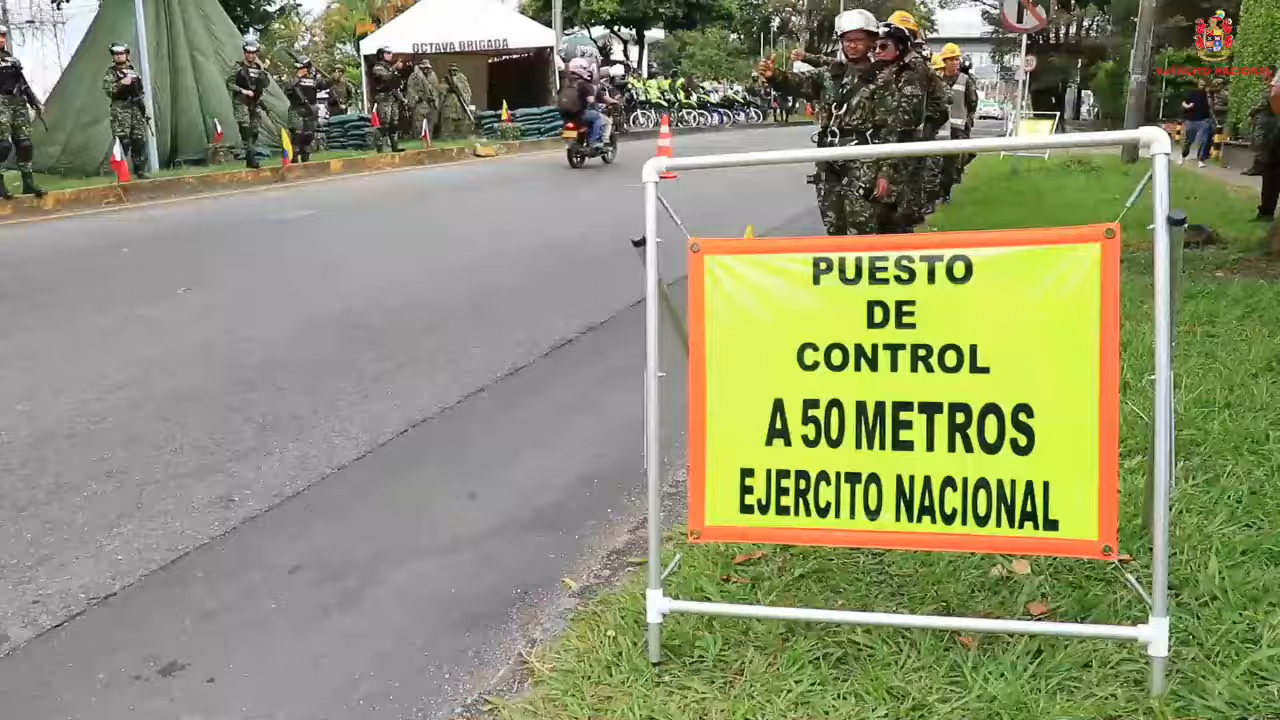 OCTAVA BRIGADA
PUESTO
DE
CONTROL
A 50 METROS
EJERCITO NACIONAL